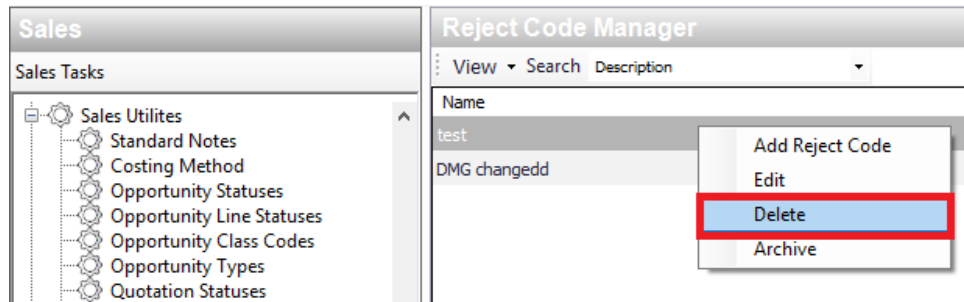 Sales
Sales Tasks
Sales Utilites
Standard Notes
Costing Method
Opportunity Statuses
Opportunity Line Statuses
Opportunity Class Codes
Opportunity Types
Quotation Statuses
Reject Code Manager
View Search Description
Name
test
DMG changedd
Add Reject Code
Edit
Delete
Archive